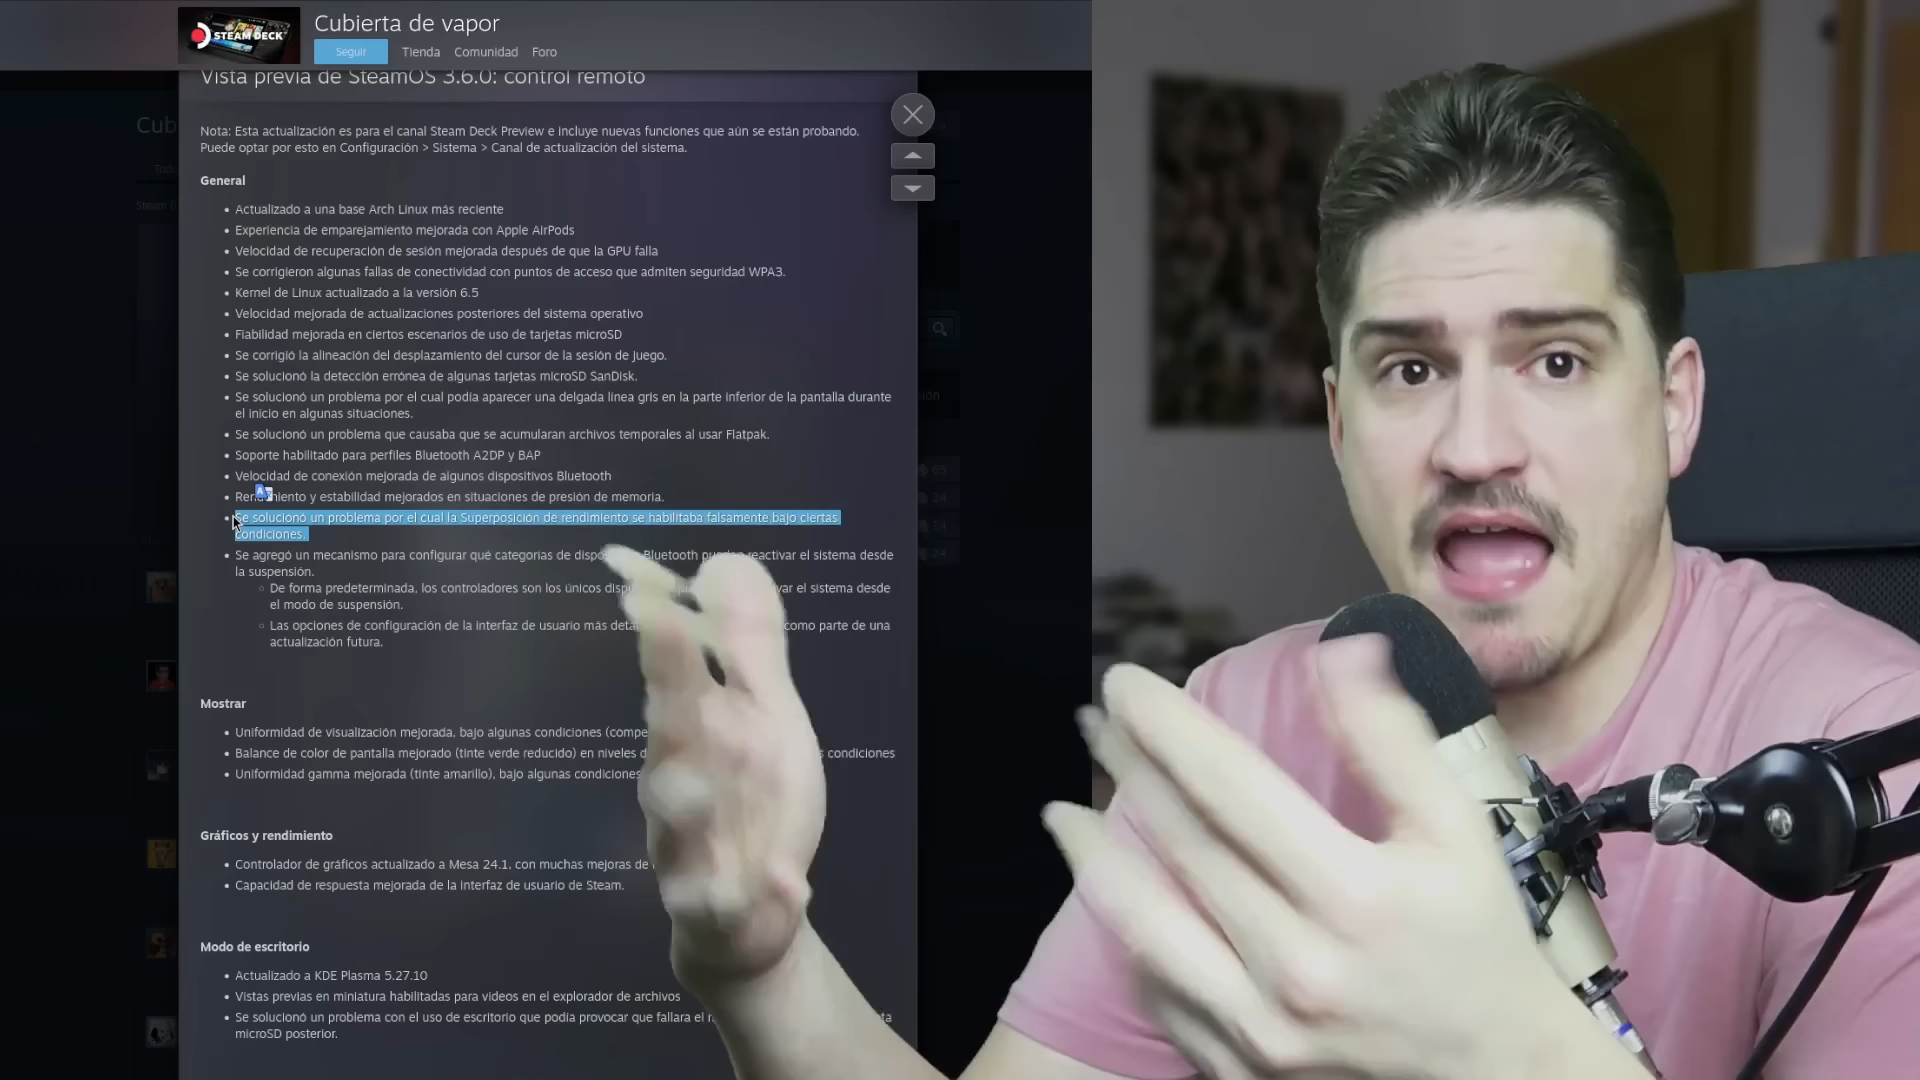 STEAM DECK
Cubierta de vapor
Seguir
Tienda
Comunidad
Foro
Vista previa de SteamOS 3.6.0: control remoto
Cub
Nota: Esta actualización es para el canal Steam Deck Preview e incluye nuevas funciones que aún se están probando.
Puede optar por esto en Configuración > Sistema > Canal de actualización del sistema.
General
• Actualizado a una base Arch Linux más reciente
• Experiencia de emparejamiento mejorada con Apple AirPods
• Velocidad de recuperación de sesión mejorada después de que la GPU falla
• Se corrigieron algunas fallas de conectividad con puntos de acceso que admiten seguridad WPA3.
• Kernel de Linux actualizado a la versión 6.5
• Velocidad mejorada de actualizaciones posteriores del sistema operativo
• Fiabilidad mejorada en ciertos escenarios de uso de tarjetas microSD
• Se corrigió la alineación del desplazamiento del cursor de la sesión de juego.
• Se solucionó la detección errónea de algunas tarjetas microSD SanDisk.
• Se solucionó un problema por el cual podía aparecer una delgada línea gris en la parte inferior de la pantalla durante
el inicio en algunas situaciones.
• Se solucionó un problema que causaba que se acumularan archivos temporales al usar Flatpak.
• Soporte habilitado para perfiles Bluetooth A2DP y BAP
• Velocidad de conexión mejorada de algunos dispositivos Bluetooth
• Rendimiento y estabilidad mejorados en situaciones de presión de memoria.
• Se solucionó un problema por el cual la Superposición de rendimiento se habilitaba falsamente bajo ciertas
condiciones.
• Se agregó un mecanismo para configurar qué categorías de Bluetooth reactivar el sistema desde
la suspensión.
◦ De forma predeterminada, los controladores son los únicos el sistema desde
el modo de suspensión.
◦ Las opciones de configuración de la interfaz de usuario más como parte de una
actualización futura.
Mostrar
• Uniformidad de visualización mejorada, bajo algunas condiciones
• Balance de color de pantalla mejorado (tinte verde reducido) en niveles condiciones
• Uniformidad gamma mejorada (tinte amarillo), bajo algunas condiciones
Gráficos y rendimiento
• Controlador de gráficos actualizado a Mesa 24.1, con muchas mejoras de
• Capacidad de respuesta mejorada de la interfaz de usuario de Steam.
Modo de escritorio
• Actualizado a KDE Plasma 5.27.10
• Vistas previas en miniatura habilitadas para videos en el explorador de archivos
• Se solucionó un problema con el uso de escritorio que podía provocar que fallara el
microSD posterior.
65
24
34
24